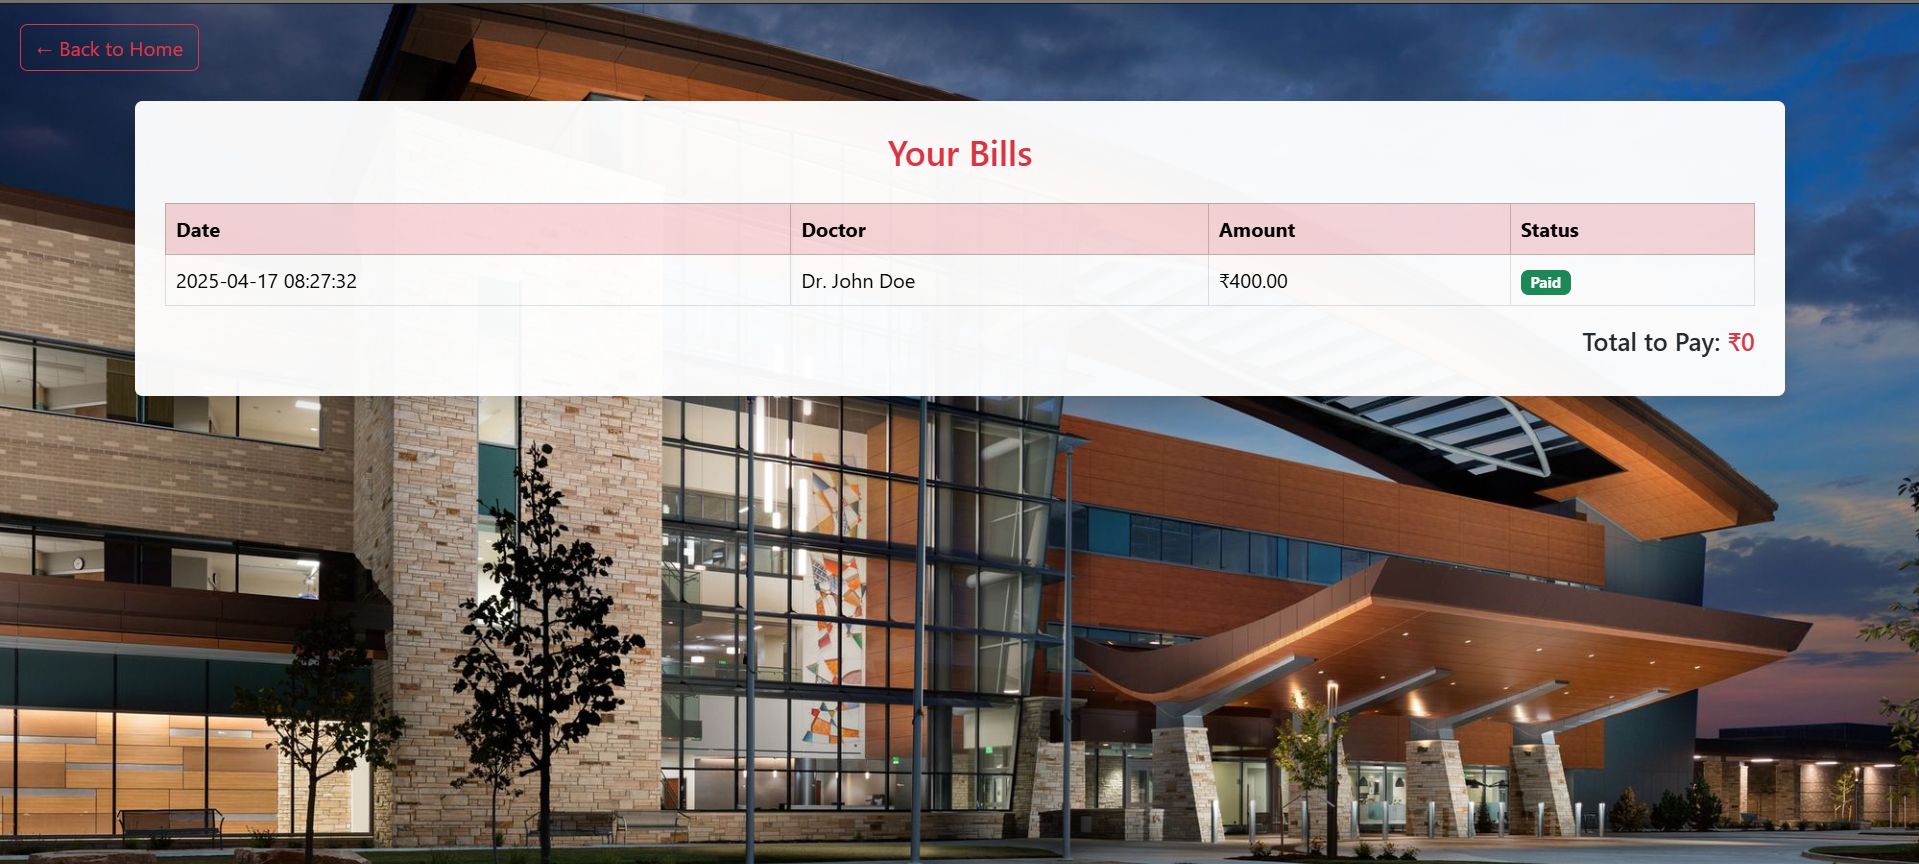 ← Back to Home
Your Bills
Date Doctor Amount Status
2025-04-17 08:27:32 Dr. John Doe ₹400.00 Paid
Total to Pay: ₹0